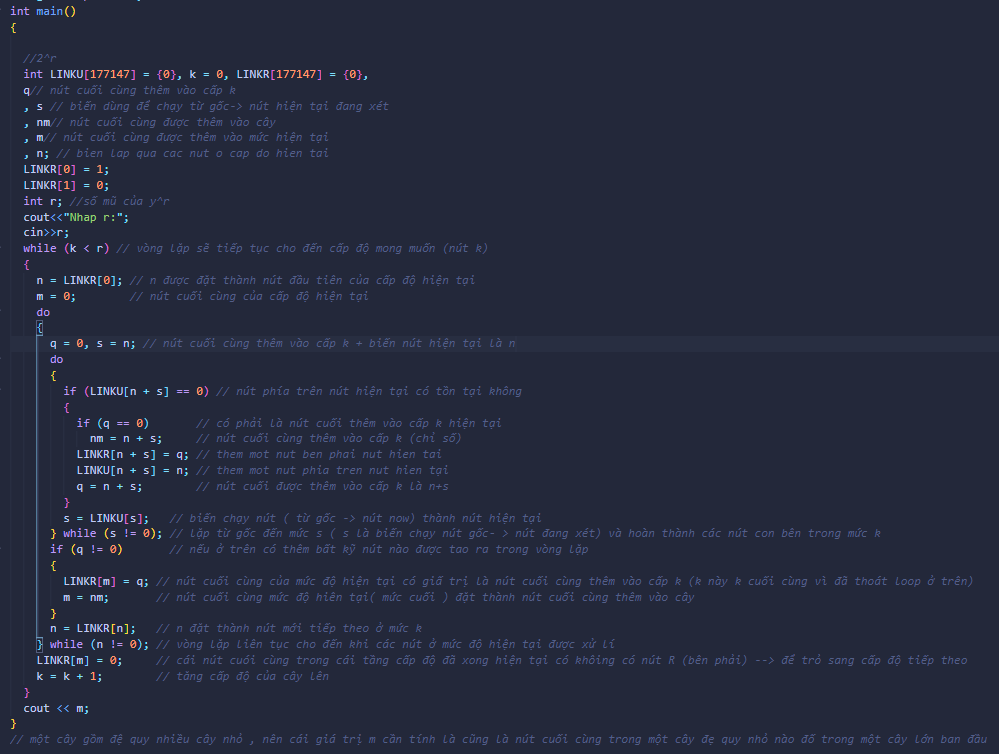 int main()
{
//2^r
int LINKU[177147] = {0}, k = 0, LINKR[177147] = {0},
q// nút cuối cùng thêm vào cấp k
, s // biến dùng để chạy từ gốc-> nút hiện tại đang xét
, nm// nút cuối cùng được thêm vào cây
, m// nút cuối cùng được thêm vào mức hiện tại
, n; // bien lap qua cac nut o cap do hien tai
LINKR[0] = 1;
LINKR[1] = 0;
int r; //số mũ của y^r
cout<<"Nhap r:";
cin>>r;
while (k < r) // vòng lặp sẽ tiếp tục cho đến cấp độ mong muốn (nút k)
{
n = LINKR[0]; // n được đặt thành nút đầu tiên của cấp độ hiện tại
m = 0; // nút cuối cùng của cấp độ hiện tại
do
{
q = 0, s = n; // nút cuối cùng thêm vào cấp k + biến nút hiện tại là n
do
{
if (LINKU[n + s] == 0) // nút phía trên nút hiện tại có tồn tại không
{
if (q == 0) // có phải là nút cuối thêm vào cấp k hiện tại
nm = n + s; // nút cuối cùng thêm vào cấp k (chỉ số)
LINKR[n + s] = q; // them mot nut ben phai nut hien tai
LINKU[n + s] = n; // them mot nut phia tren nut hien tại
q = n + s; // nút cuối được thêm vào cấp k là n+s
}
s = LINKU[s]; // biến chạy nút ( từ gốc -> nút now) thành nút hiện tại
} while (s != 0); // lặp từ gốc đến mức s ( s là biến chạy nút gốc- > nút đang xét) và hoàn thành các nút con bên trong mức k
if (q != 0) // nếu ở trên có thêm bất kỳ nút nào được tạo ra trong vòng lặp
{
LINKR[m] = q; // nút cuối cùng của mức độ hiện tại có giá trị là nút cuối cùng thêm vào cấp k (k này k cuối cùng vì đã thoát loop ở trên)
m = nm; // nút cuối cùng mức độ hiên tại( mức cuối ) đặt thành nút cuối cùng thêm vào cây
}
n = LINKR[n]; // n đặt thành nút mới tiếp theo ở mức k
} while (n != 0); // vòng lặp liên tục cho đến khi các nút ở mức độ hiện tại được xử lí
LINKR[m] = 0; // cái nút cuối cùng trong cái tầng cấp độ đã xong hiện tại có không có nút R (bên phải) --> để trỏ sang cấp độ tiếp theo
k = k + 1; // tăng cấp độ của cây lên
}
cout << m;
}
// một cây gồm đệ quy nhiều cây nhỏ , nên cái giá trị m cần tính là cũng là nút cuối cùng trong một cây đẹ quy nhỏ nào đó trong một cây lớn ban đầu